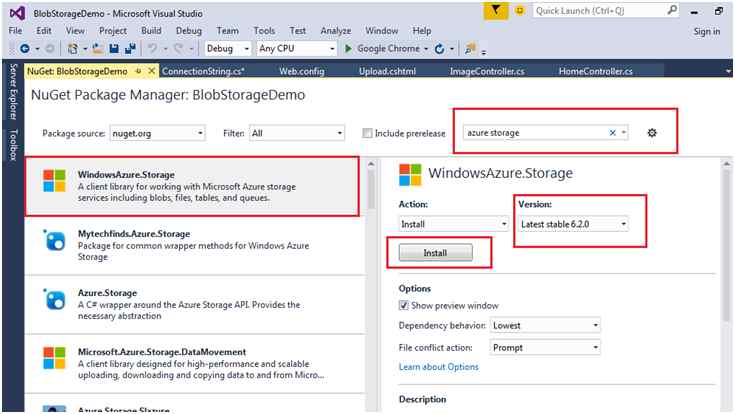 BlobStorageDemo - Microsoft Visual Studio
Quick Launch (Ctrl+Q)
File Edit View Project Build Debug Team Tools Architecture Test Analyze Window Help Sign in
Debug Any CPU Google Chrome
Server Explorer
Toolbox
NuGet: BlobStorageDemo ConnectionString.cs* Web.config Upload.cshtml ImageController.cs HomeController.cs
NuGet Package Manager: BlobStorageDemo
Package source: nuget.org Filter: All Include prerelease azure storage
WindowsAzure.Storage
A client library for working with Microsoft Azure storage
services including blobs, files, tables, and queues.
Mytechfinds.Azure.Storage
Package for common wrapper methods for Windows Azure
Storage
Azure.Storage
A C# wrapper around the Azure Storage API. Provides the
necessary abstraction
Microsoft.Azure.Storage.DataMovement
A client library designed for high-performance and scalable
uploading, downloading and copying data to and from Micro...
Azure.Storage.Slxazure
WindowsAzure.Storage
Action: Version:
Install Latest stable 6.2.0
Install
Options
Show preview window
Dependency behavior: Lowest
File conflict action: Prompt
Learn about Options
Description